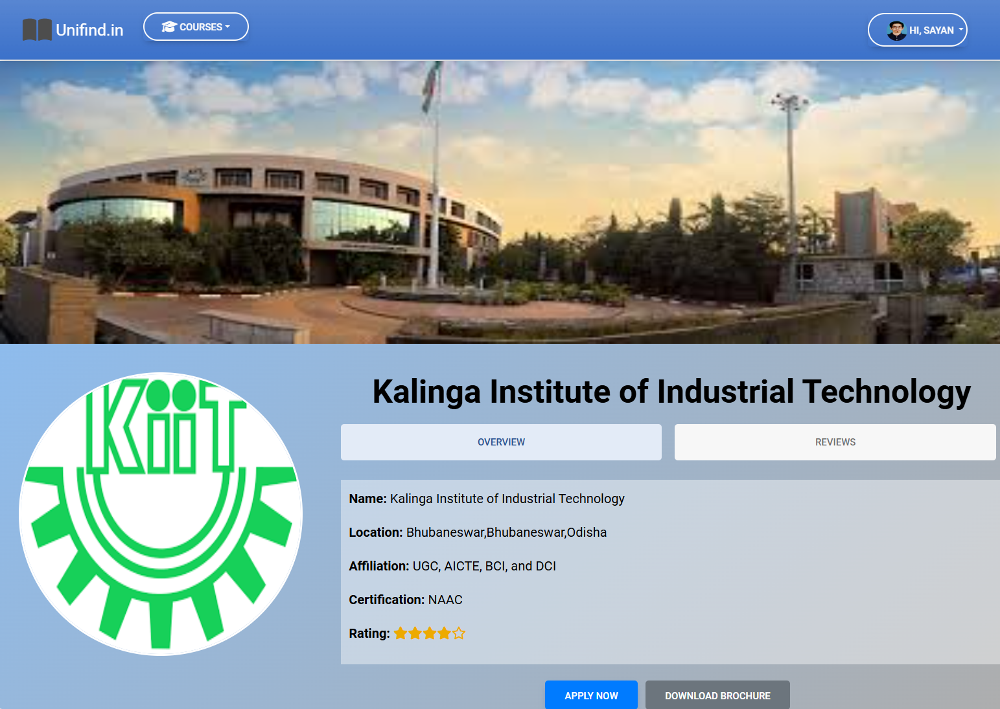 Unifind.in
COURSES
HI, SAYAN
KiiT
Kalinga Institute of Industrial Technology
OVERVIEW
REVIEWS
Name: Kalinga Institute of Industrial Technology
Location: Bhubaneswar,Bhubaneswar,Odisha
Affiliation: UGC, AICTE, BCI, and DCI
Certification: NAAC
Rating:
APPLY NOW
DOWNLOAD BROCHURE